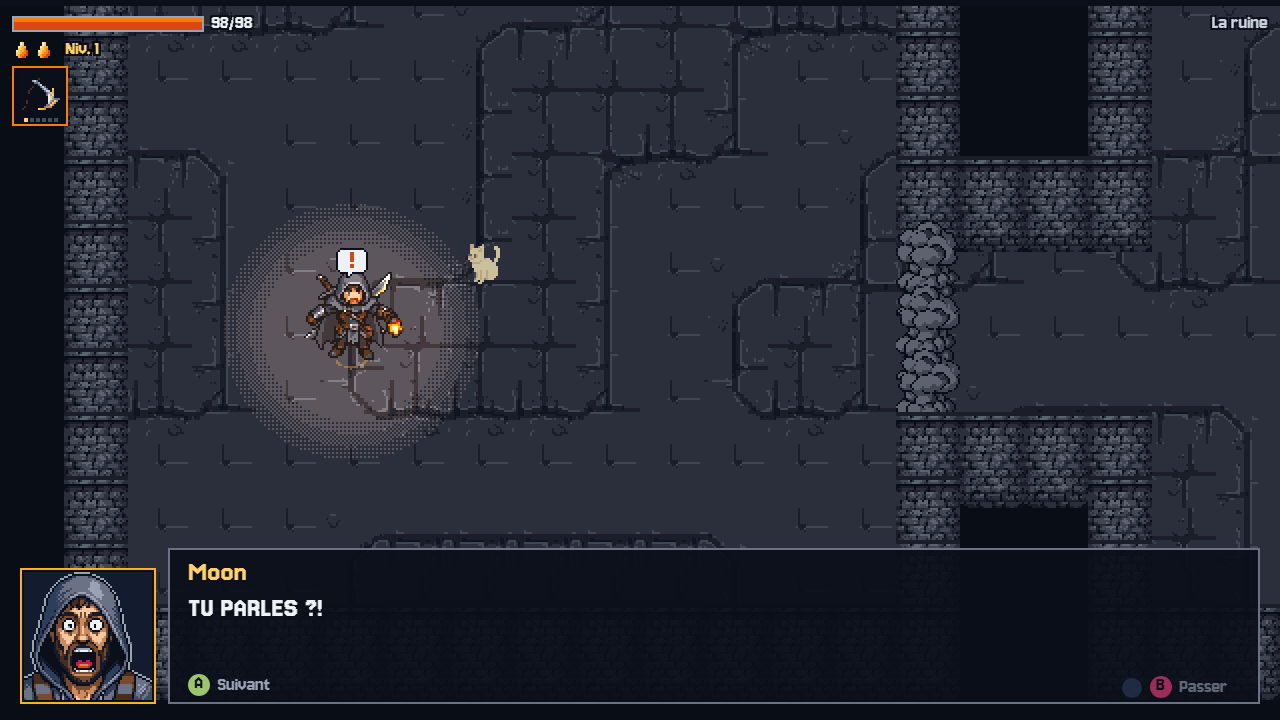 98/98
La ruine
Niv. 1
!
Moon
TU PARLES ?!
A Suivant
B Passer